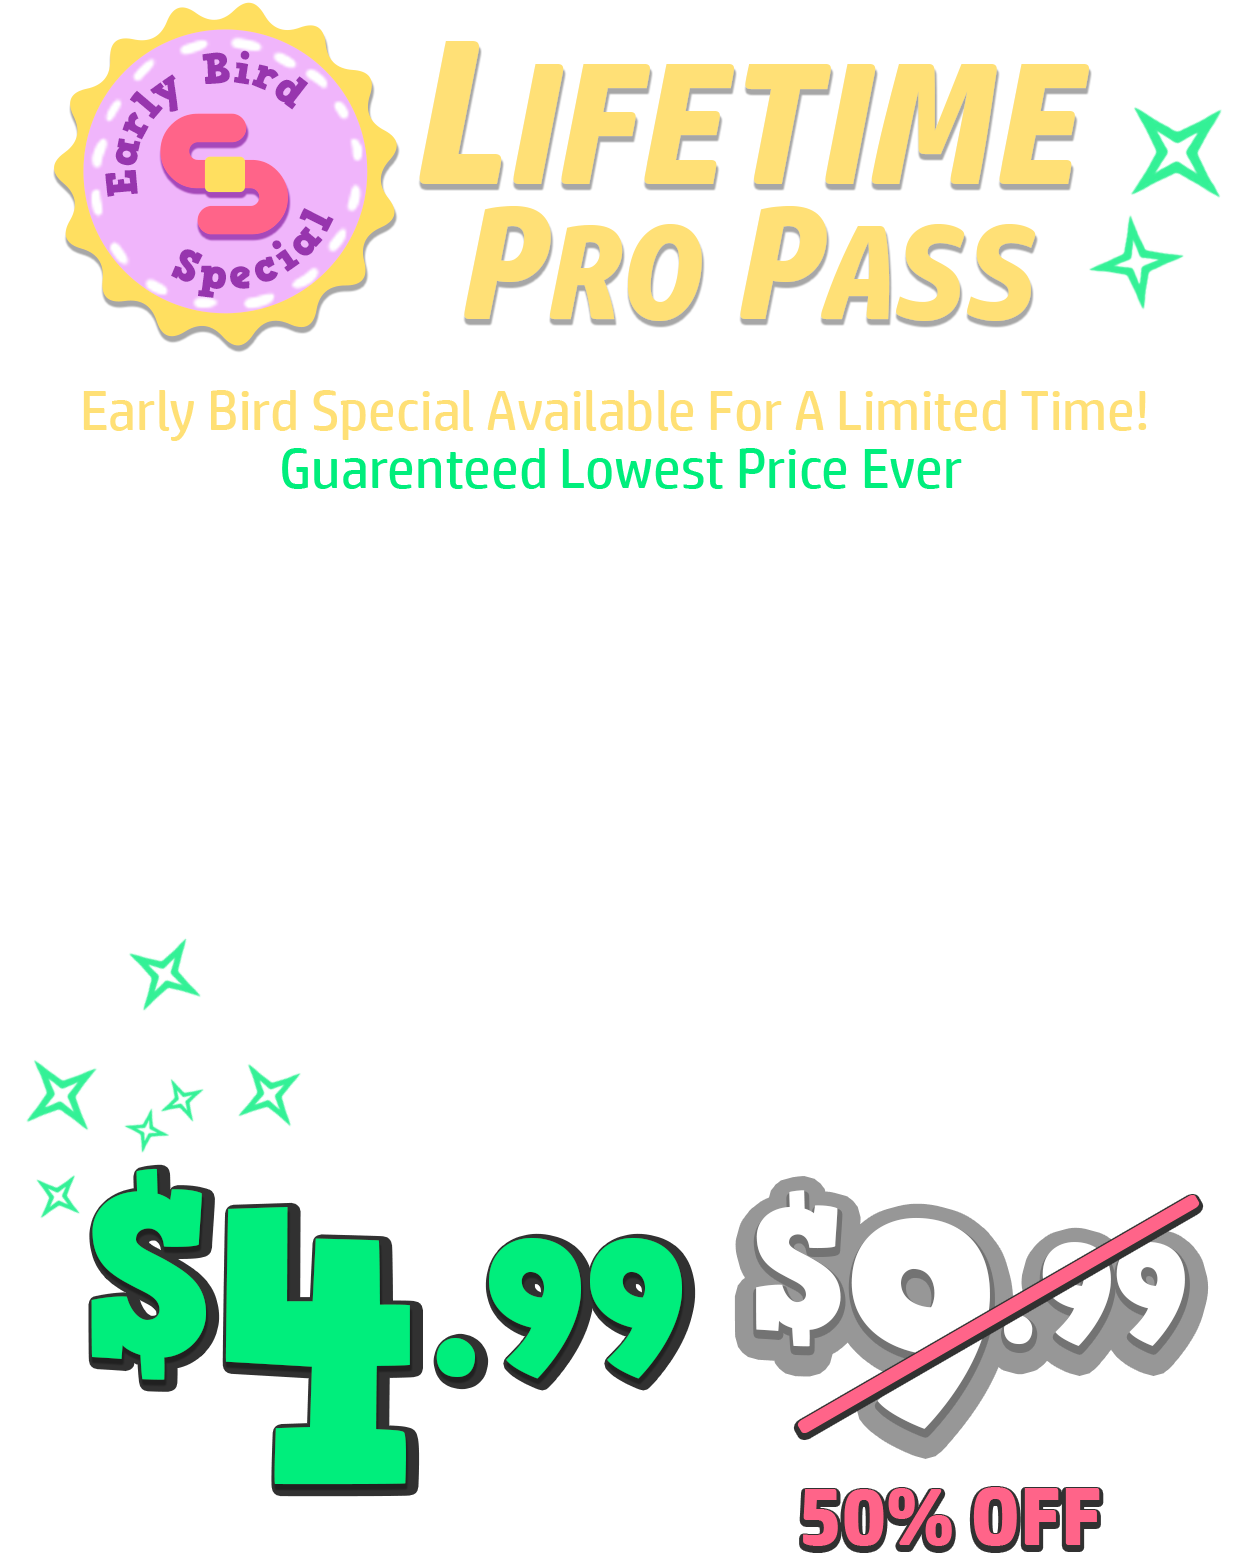 Early Bird
Special
LIFETIME
PRO PASS
Early Bird Special Available For A Limited Time!
Guarenteed Lowest Price Ever
$4.99
$9.99
50% OFF